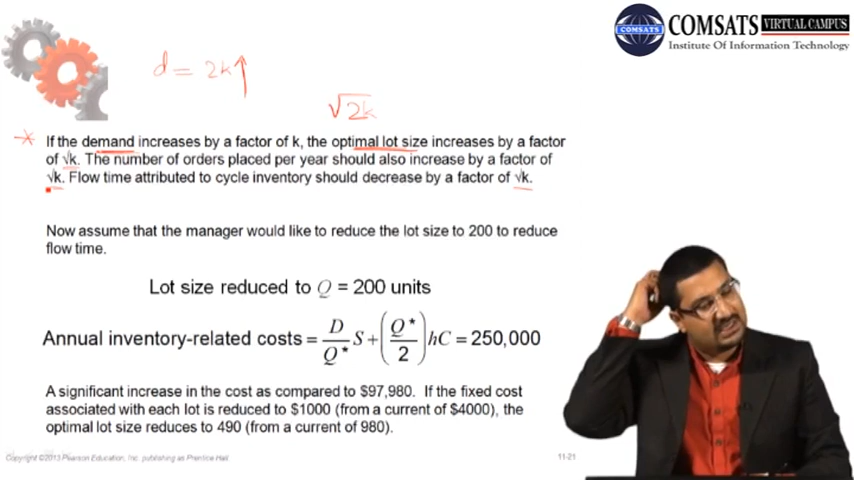 COMSATS VIRTUAL CAMPUS
COMSATS
Institute Of Information Technology
d = 2k↑
√2k
If the demand increases by a factor of k, the optimal lot size increases by a factor
of √k. The number of orders placed per year should also increase by a factor of
√k. Flow time attributed to cycle inventory should decrease by a factor of √k.
Now assume that the manager would like to reduce the lot size to 200 to reduce
flow time.
Lot size reduced to Q = 200 units
Annual inventory-related costs = D/Q* S + (Q*/2) hC = 250,000
A significant increase in the cost as compared to $97,980. If the fixed cost
associated with each lot is reduced to $1000 (from a current of $4000), the
optimal lot size reduces to 490 (from a current of 980).
Copyright ©2013 Pearson Education, Inc. publishing as Prentice Hall
11-21